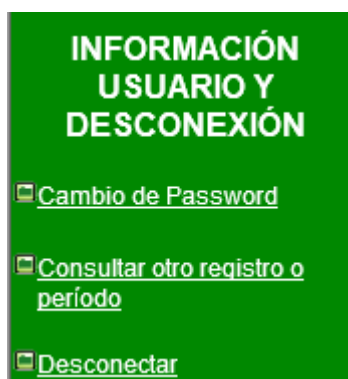 INFORMACIÓN
USUARIO Y
DESCONEXIÓN
Cambio de Password
Consultar otro registro o
período
Desconectar